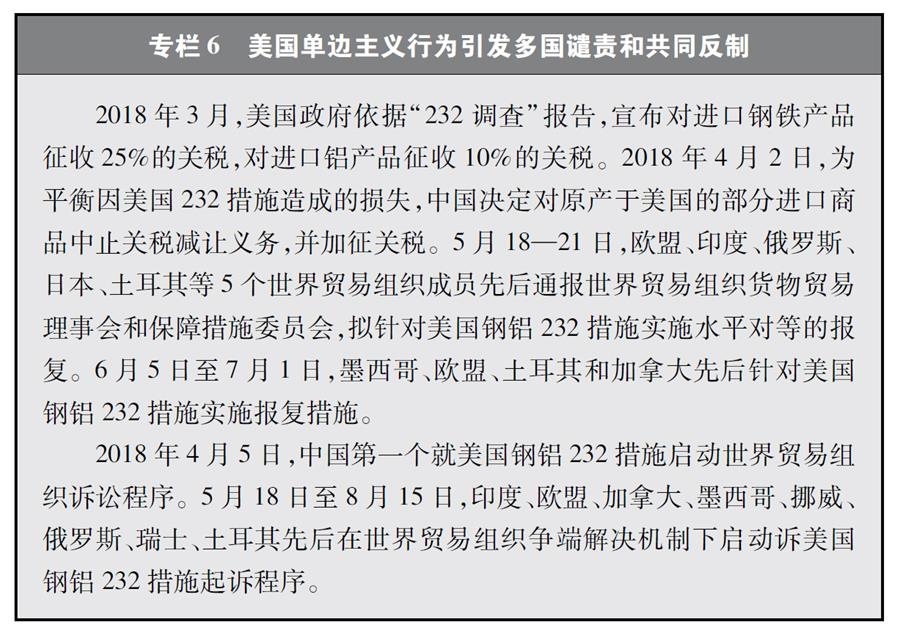 专栏 6 美国单边主义行为引发多国谴责和共同反制
2018 年 3 月,美国政府依据“232 调查”报告,宣布对进口钢铁产品
征收 25%的关税,对进口铝产品征收 10%的关税。2018 年 4 月 2 日,为
平衡因美国 232 措施造成的损失,中国决定对原产于美国的部分进口商
品中止关税减让义务,并加征关税。5 月 18—21 日,欧盟、印度、俄罗斯、
日本、土耳其等 5 个世界贸易组织成员先后通报世界贸易组织货物贸易
理事会和保障措施委员会,拟针对美国钢铝 232 措施实施水平对等的报
复。6 月 5 日至 7 月 1 日,墨西哥、欧盟、土耳其和加拿大先后针对美国
钢铝 232 措施实施报复措施。
2018 年 4 月 5 日,中国第一个就美国钢铝 232 措施启动世界贸易组
织诉讼程序。5 月 18 日至 8 月 15 日,印度、欧盟、加拿大、墨西哥、挪威、
俄罗斯、瑞士、土耳其先后在世界贸易组织争端解决机制下启动诉美国
钢铝 232 措施起诉程序。